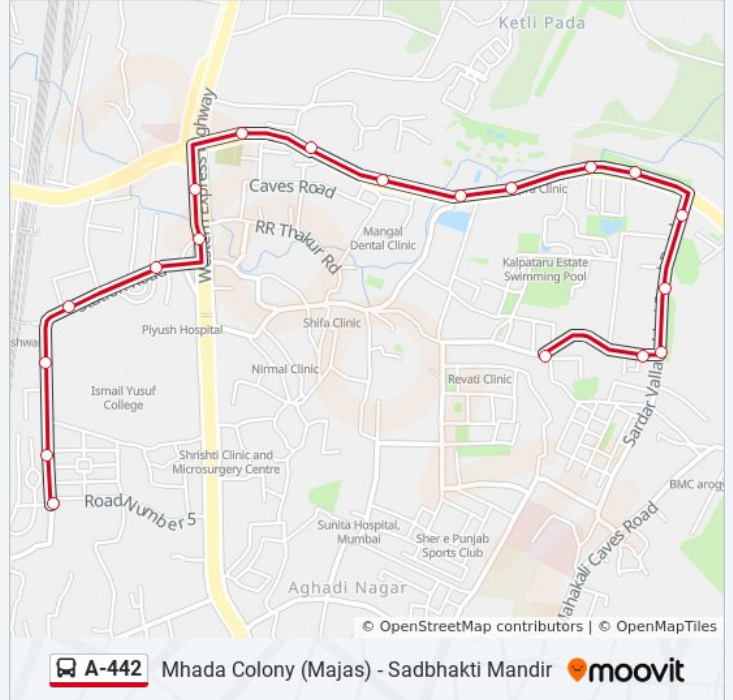 Ketli Pada
Caves Road
RR Thakur Rd
Mangal
Dental Clinic
Clinic
Kalpataru Estate
Swimming Pool
Piyush Hospital
Shifa Clinic
Nirmal Clinic
Revati Clinic
Ismail Yusuf
College
Sardar Valla
Shrishti Clinic and
Microsurgery Centre
BMC arog
Road Number 5
Sunita Hospital,
Mumbai
Sher e Punjab
Sports Club
Mahakali Caves Road
Aghadi Nagar
© OpenStreetMap contributors | © OpenMapTiles
A-442 Mhada Colony (Majas) - Sadbhakti Mandir moovit